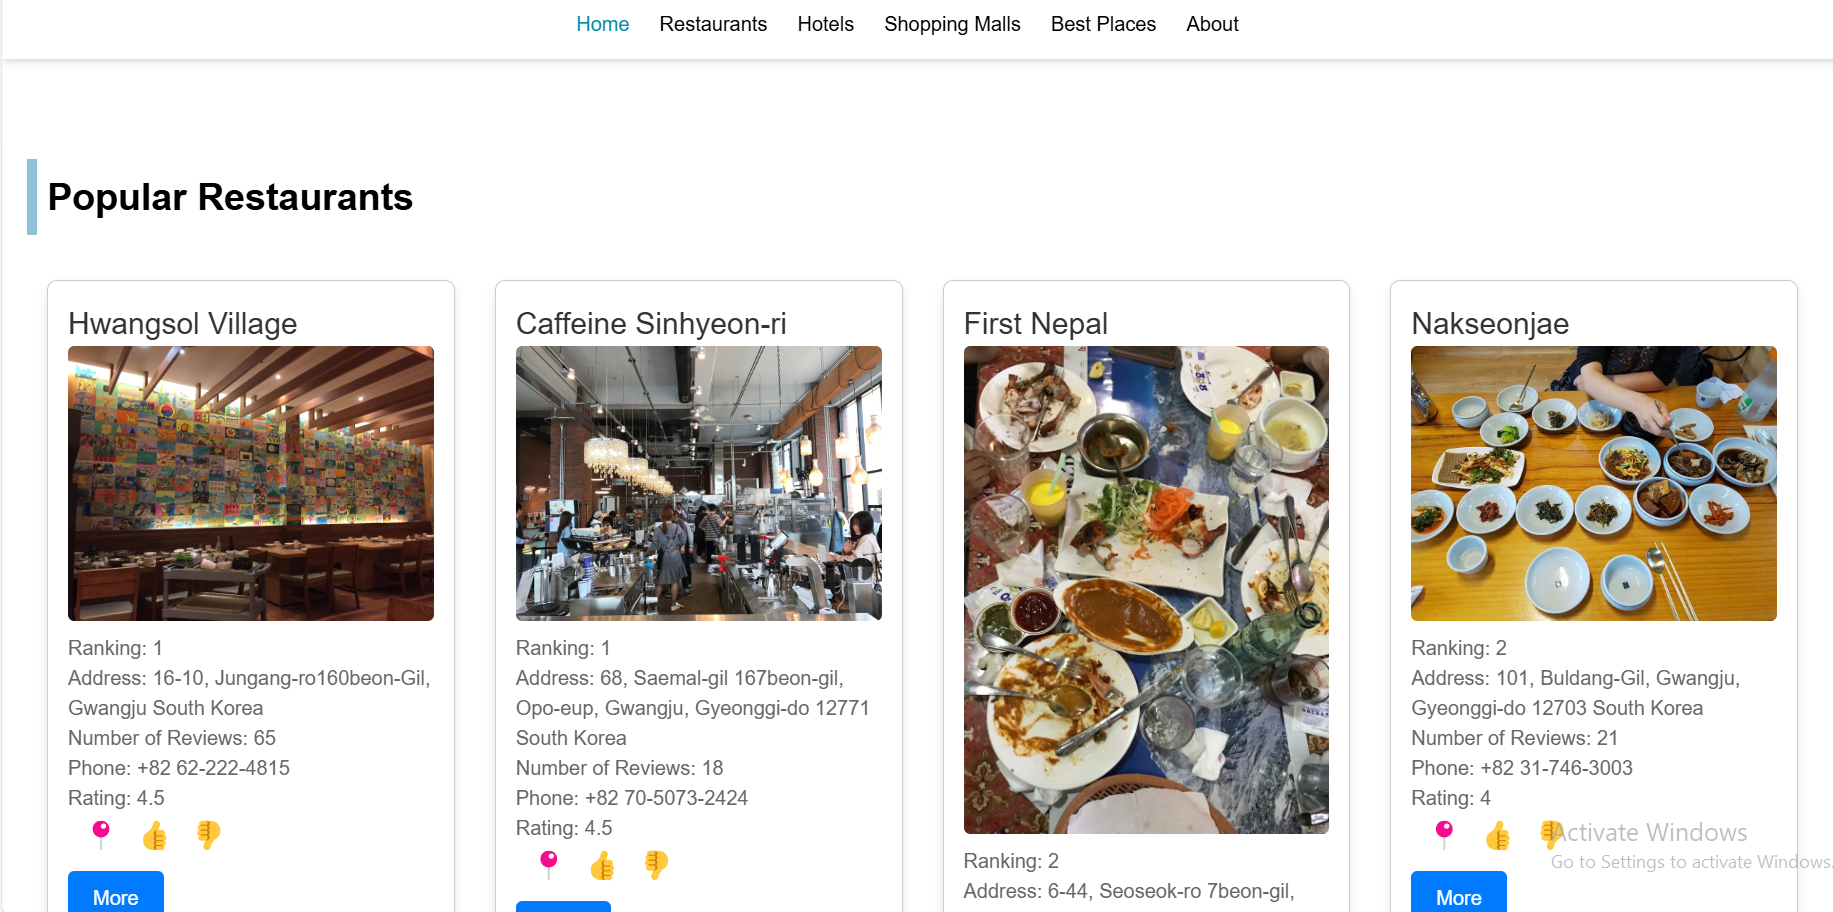 Home Restaurants Hotels Shopping Malls Best Places About
Popular Restaurants
Hwangsol Village
Ranking: 1
Address: 16-10, Jungang-ro160beon-Gil,
Gwangju South Korea
Number of Reviews: 65
Phone: +82 62-222-4815
Rating: 4.5
More
Caffeine Sinhyeon-ri
Ranking: 1
Address: 68, Saemal-gil 167beon-gil,
Opo-eup, Gwangju, Gyeonggi-do 12771
South Korea
Number of Reviews: 18
Phone: +82 70-5073-2424
Rating: 4.5
First Nepal
Ranking: 2
Address: 6-44, Seoseok-ro 7beon-gil,
Nakseonjae
Ranking: 2
Address: 101, Buldang-Gil, Gwangju,
Gyeonggi-do 12703 South Korea
Number of Reviews: 21
Phone: +82 31-746-3003
Rating: 4
More
Activate Windows
Go to Settings to activate Windows.